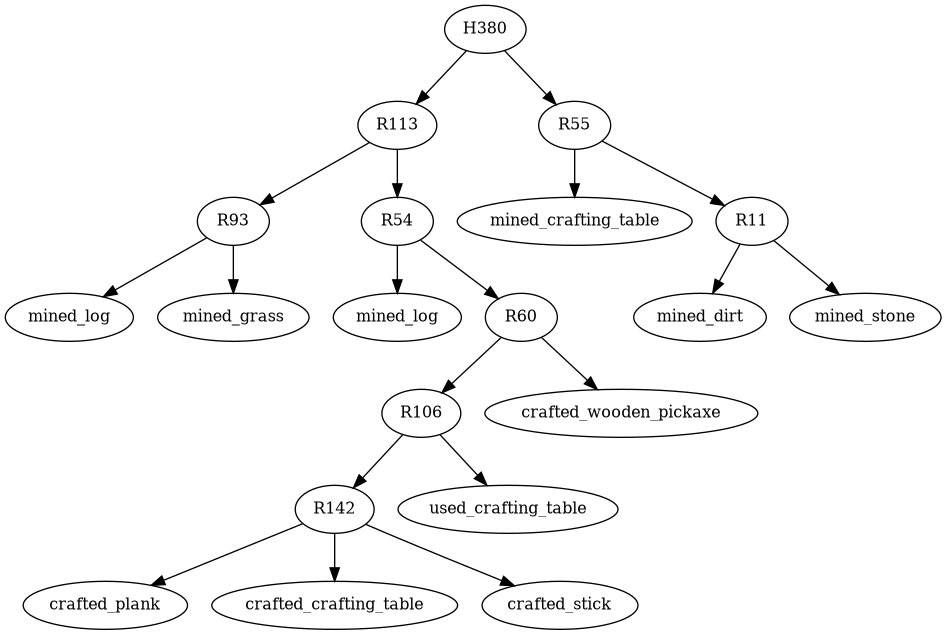 H380
R113
R55
R93
R54
mined_crafting_table
R11
mined_log
mined_grass
mined_log
R60
mined_dirt
mined_stone
R106
crafted_wooden_pickaxe
R142
used_crafting_table
crafted_plank
crafted_crafting_table
crafted_stick